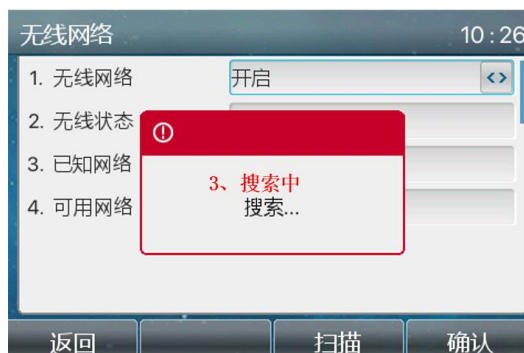 无线网络 10:26
1. 无线网络 开启
2. 无线状态
3. 已知网络
4. 可用网络
3、搜索中
搜索...
返回 扫描 确认